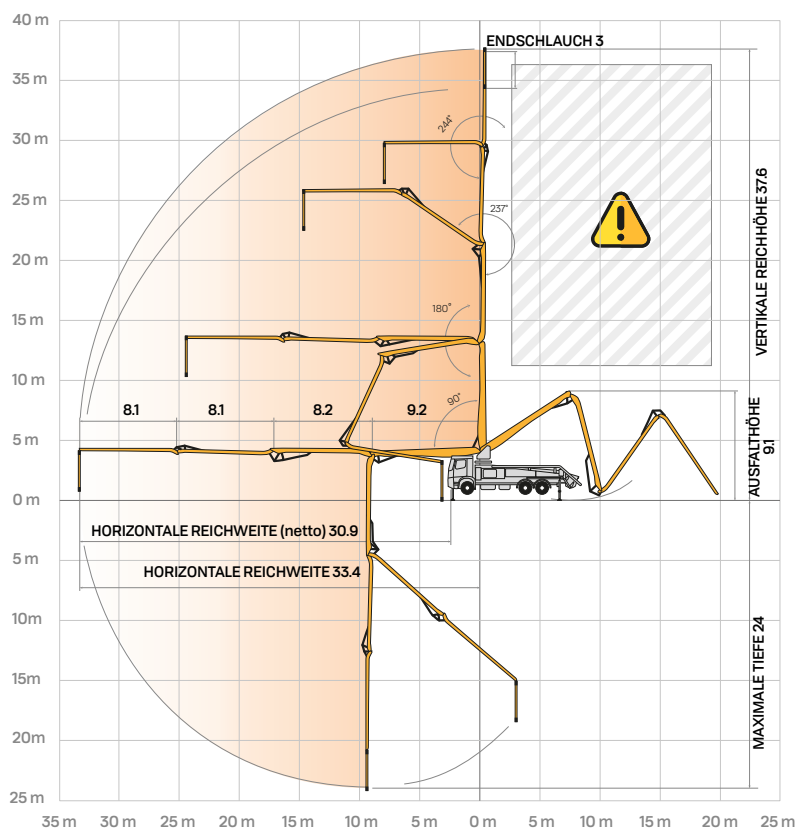 40 m
ENDSCHLAUCH 3
35 m
244°
30 m
25 m
237°
20 m
VERTIKALE REICHHÖHE 37.6
15 m
180°
10 m
8.1 8.1 8.2 9.2
90°
5 m
AUSFALTHÖHE
9.1
0 m
HORIZONTALE REICHWEITE (netto) 30.9
5 m
HORIZONTALE REICHWEITE 33.4
10 m
15 m
MAXIMALE TIEFE 24
20 m
25 m
35 m 30 m 25 m 20 m 15 m 10 m 5 m 0 m 5 m 10 m 15 m 20 m 25 m